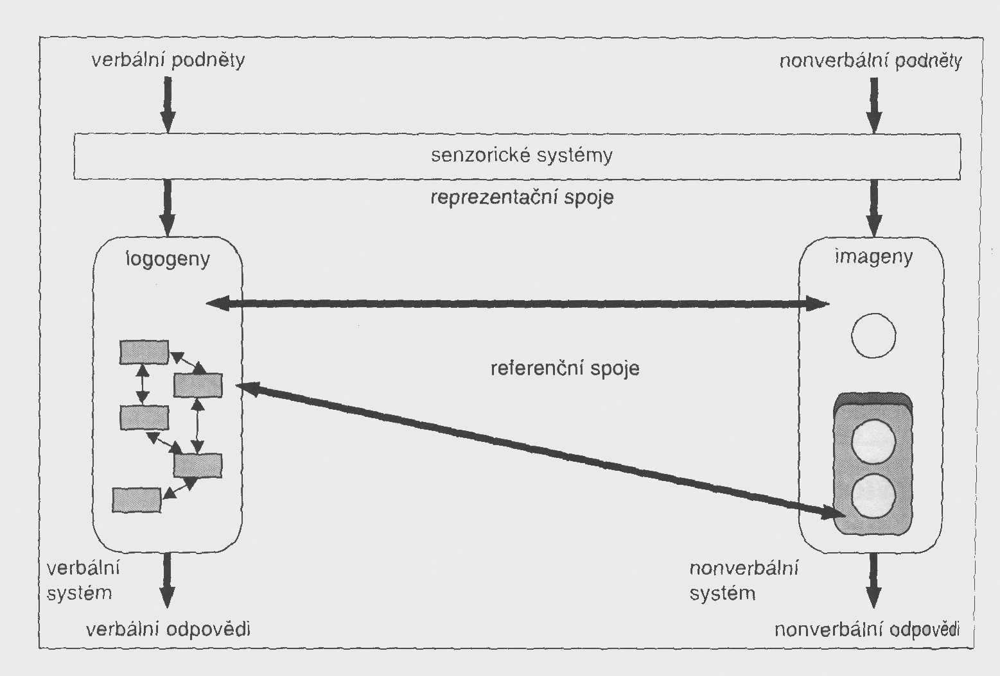 verbální podněty
nonverbální podněty
senzorické systémy
reprezentační spoje
logogeny
imageny
referenční spoje
verbální
systém
nonverbální
systém
verbální odpovědi
nonverbální odpovědi